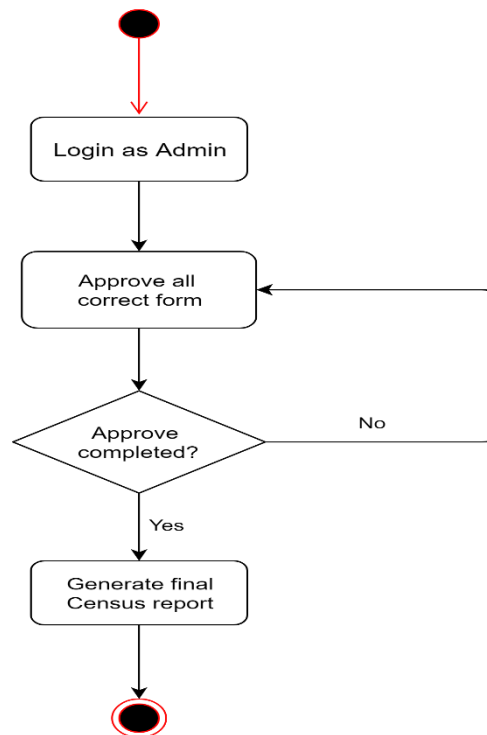 Login as Admin
Approve all
correct form
Approve
completed?
No
Yes
Generate final
Census report